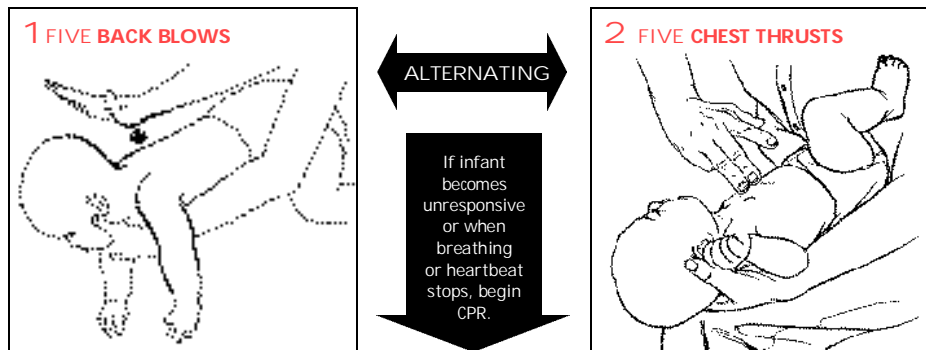 1 FIVE BACK BLOWS
ALTERNATING
If infant
becomes
unresponsive
or when
breathing
or heartbeat
stops, begin
CPR.
2 FIVE CHEST THRUSTS